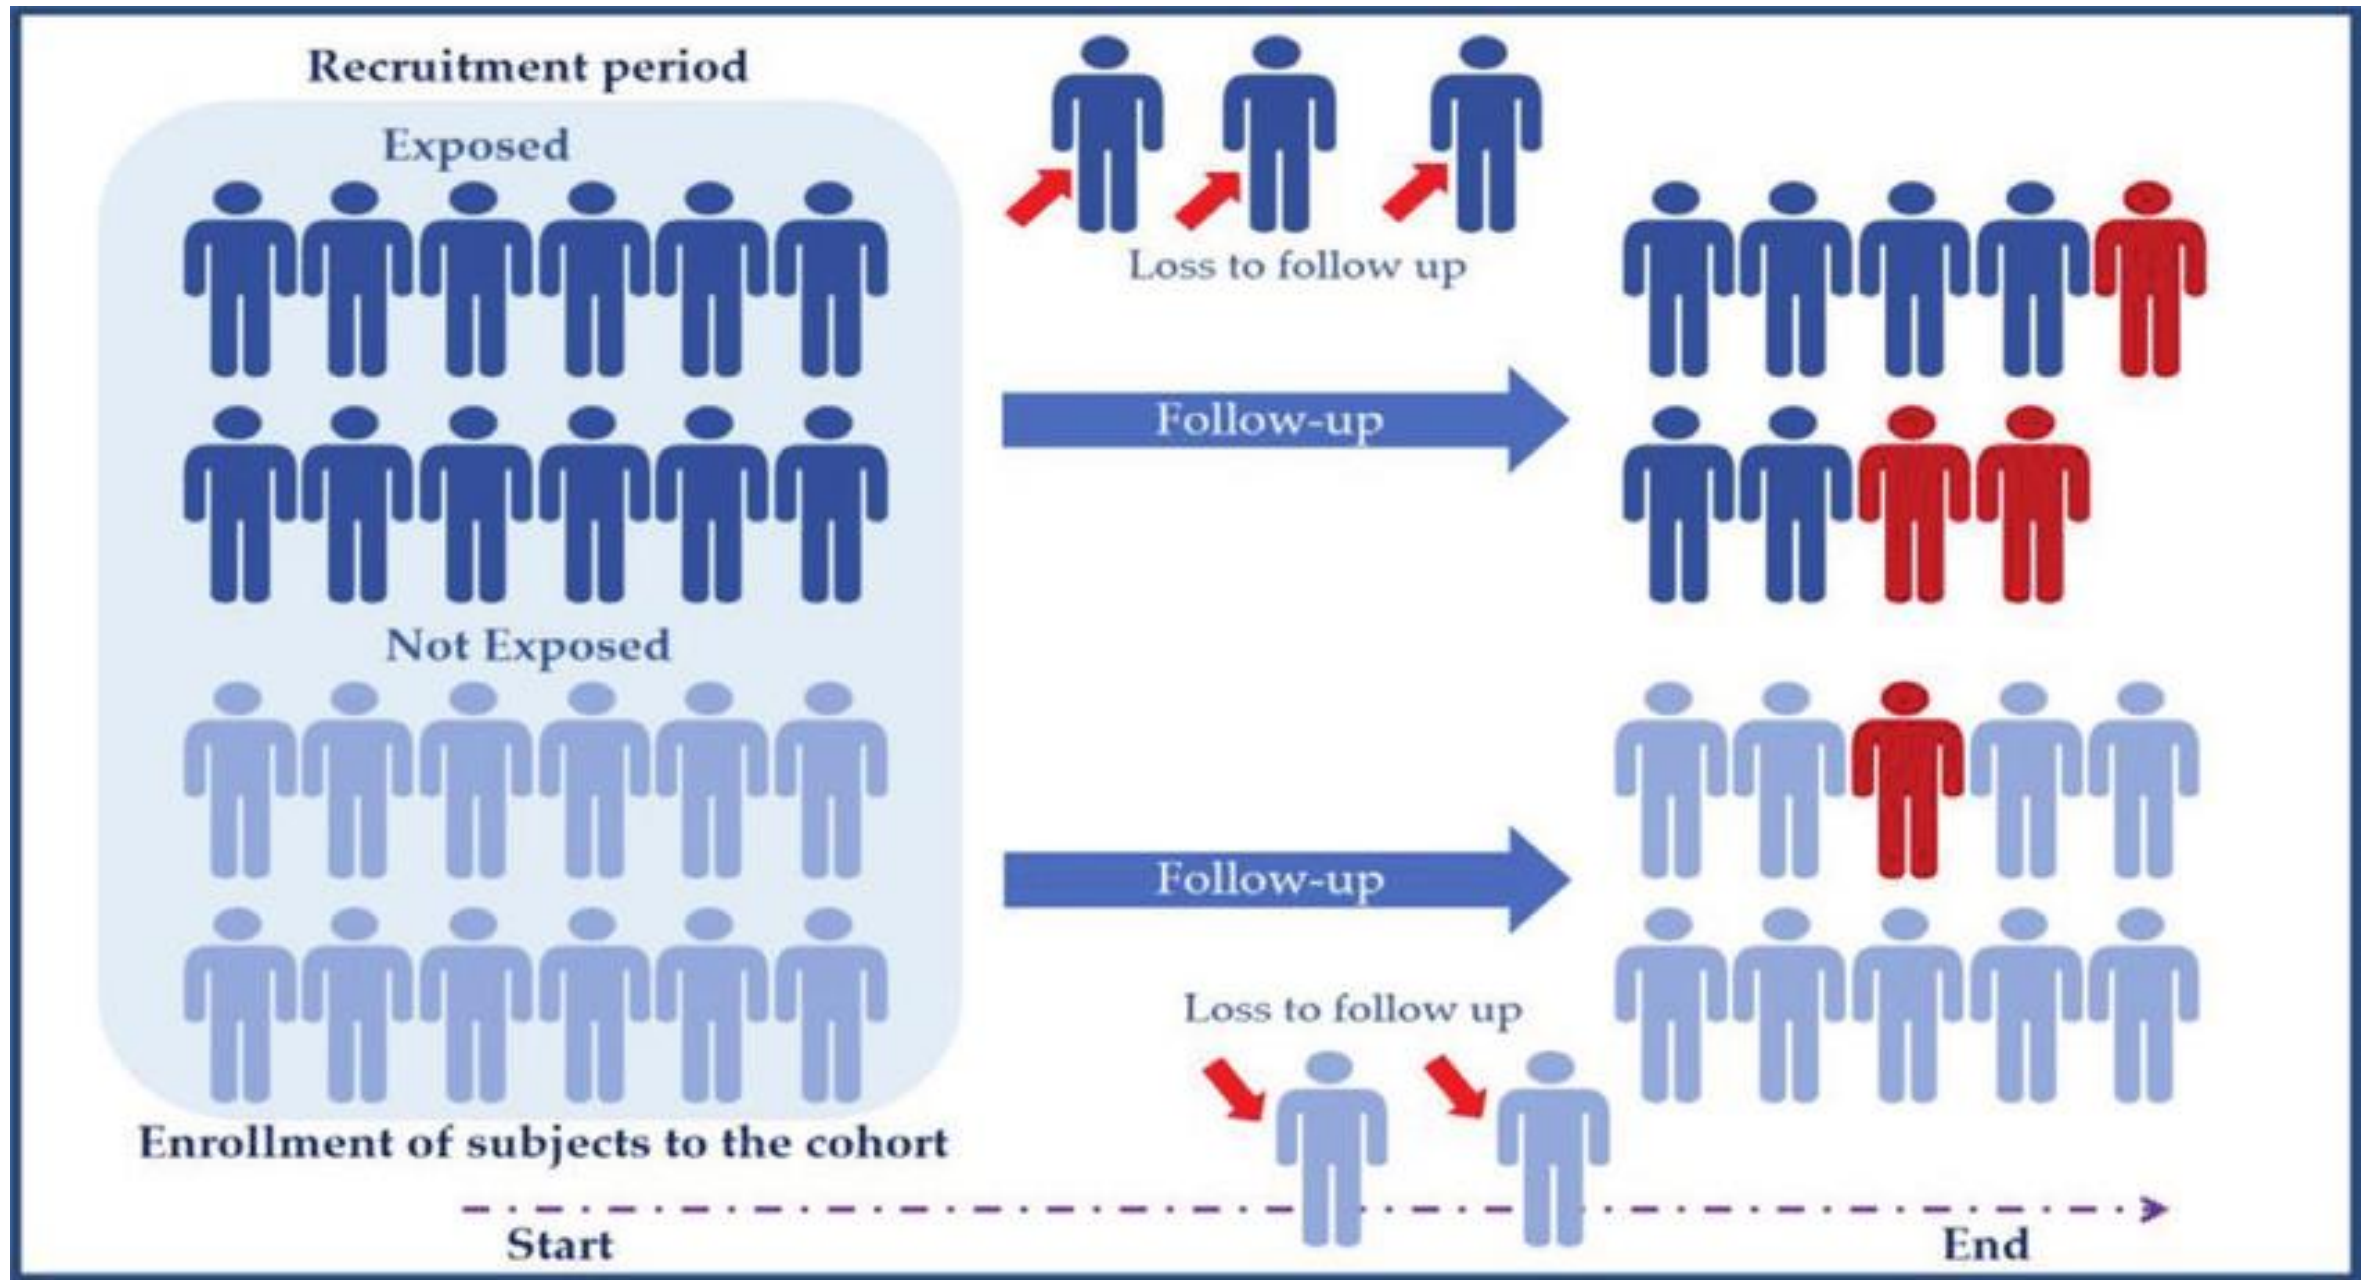 Recruitment period
Exposed
Loss to follow up
Follow-up
Not Exposed
Follow-up
Loss to follow up
Enrollment of subjects to the cohort
Start
End